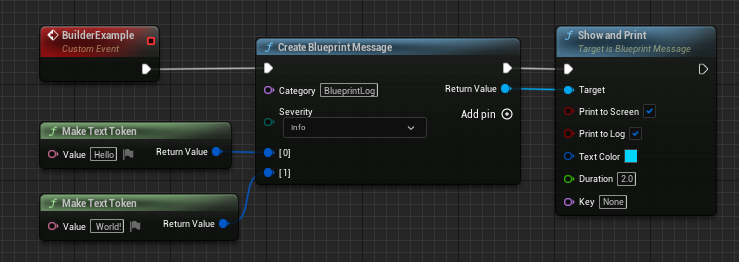 BuilderExample
Custom Event
Make Text Token
Value Hello Return Value
Make Text Token
Value World! Return Value
Create Blueprint Message
Category BlueprintLog Return Value
Severity Add pin
Info
[0]
[1]
Show and Print
Target is Blueprint Message
Target
Print to Screen
Print to Log
Text Color
Duration 2.0
Key None